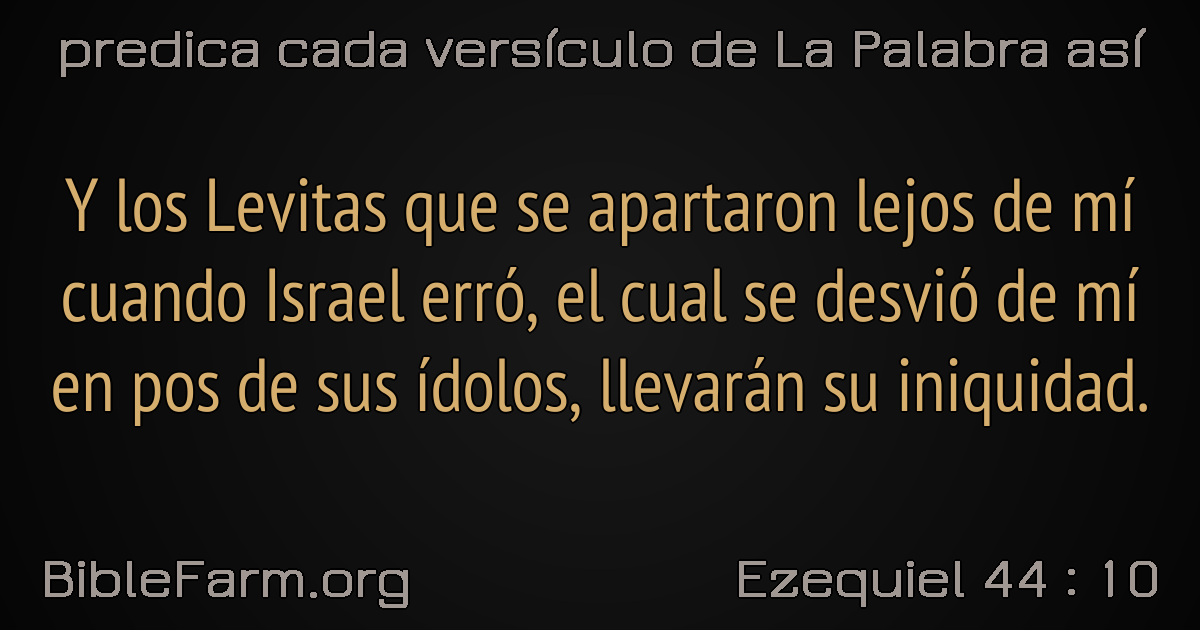 predica cada versículo de La Palabra así
Y los Levitas que se apartaron lejos de mí
cuando Israel erró, el cual se desvió de mí
en pos de sus ídolos, llevarán su iniquidad.
BibleFarm.org
Ezequiel 44 : 10